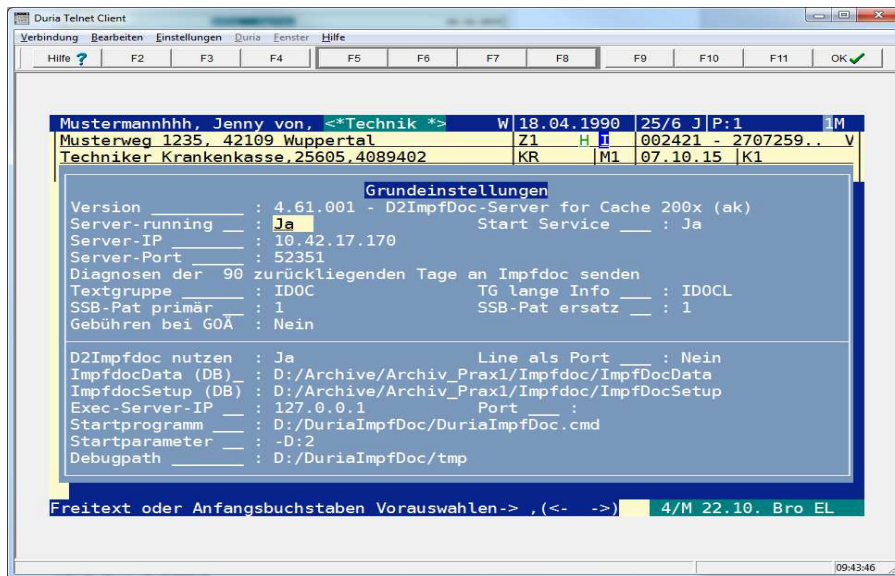 Duria Telnet Client
Verbindung Bearbeiten Einstellungen Duria Fenster Hilfe
Hilfe ? F2 F3 F4 F5 F6 F7 F8 F9 F10 F11 OK
Mustermannhhh, Jenny von, <*Technik *> W|18.04.1990 |25/6 J|P:1 1M
Musterweg 1235, 42109 Wuppertal |Z1 H I |002421 - 2707259.. V
Techniker Krankenkasse,25605,4089402 |KR |M1 |07.10.15 |K1
Grundeinstellungen
Version ________ : 4.61.001 - D2ImpfDoc-Server for Cache 200x (ak)
Server-running __ : Ja Start Service ___ : Ja
Server-IP ______ : 10.42.17.170
Server-Port _____ : 52351
Diagnosen der 90 zurückliegenden Tage an Impfdoc senden
Textgruppe ______ : IDOC TG lange Info ___ : IDOCL
SSB-Pat primär __ : 1 SSB-Pat ersatz __ : 1
Gebühren bei GOÄ : Nein
D2Impfdoc nutzen : Ja Line als Port ___ : Nein
ImpfdocData (DB)_ : D:/Archive/Archiv_Prax1/Impfdoc/ImpfDocData
ImpfdocSetup (DB) : D:/Archive/Archiv_Prax1/Impfdoc/ImpfDocSetup
Exec-Server-IP __ : 127.0.0.1 Port ___ :
Startprogramm ___ : D:/DuriaImpfDoc/DuriaImpfDoc.cmd
Startparameter __ : -D:2
Debugpath _______ : D:/DuriaImpfDoc/tmp
Freitext oder Anfangsbuchstaben Vorauswahlen-> ,(<- ->) 4/M 22.10. Bro EL
09:43:46